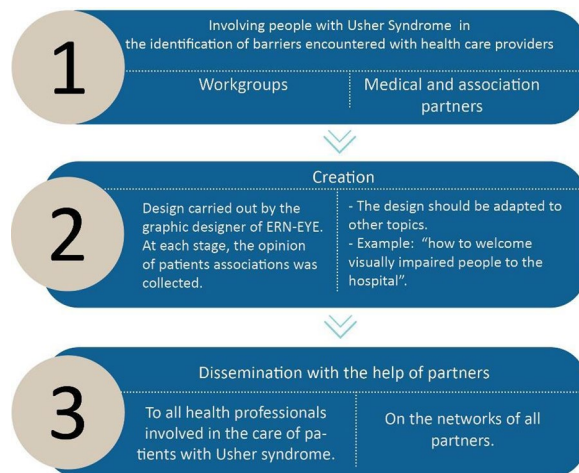 1
Involving people with Usher Syndrome in
the identification of barriers encountered with health care providers
Workgroups
Medical and association
partners
2
Creation
Design carried out by the
graphic designer of ERN-EYE.
At each stage, the opinion
of patients associations was
collected.
- The design should be adapted to
other topics.
- Example: “how to welcome
visually impaired people to the
hospital”.
3
Dissemination with the help of partners
To all health professionals
involved in the care of pa-
tients with Usher syndrome.
On the networks of all
partners.